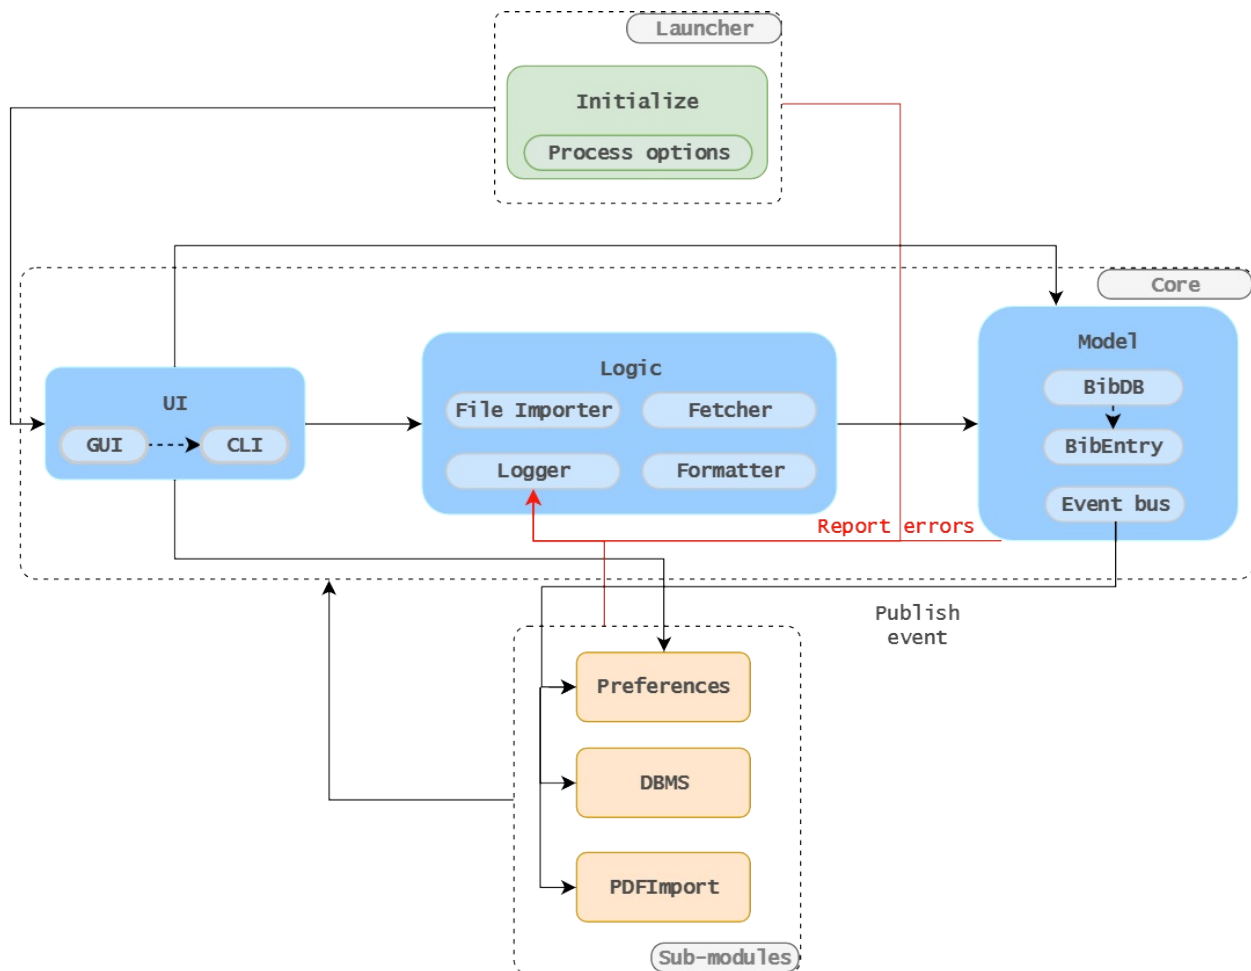 Launcher
Initialize
Process options
Core
UI
GUI
CLI
Logic
File Importer
Fetcher
Logger
Formatter
Model
BibDB
BibEntry
Event bus
Report errors
Publish
event
Preferences
DBMS
PDFImport
Sub-modules